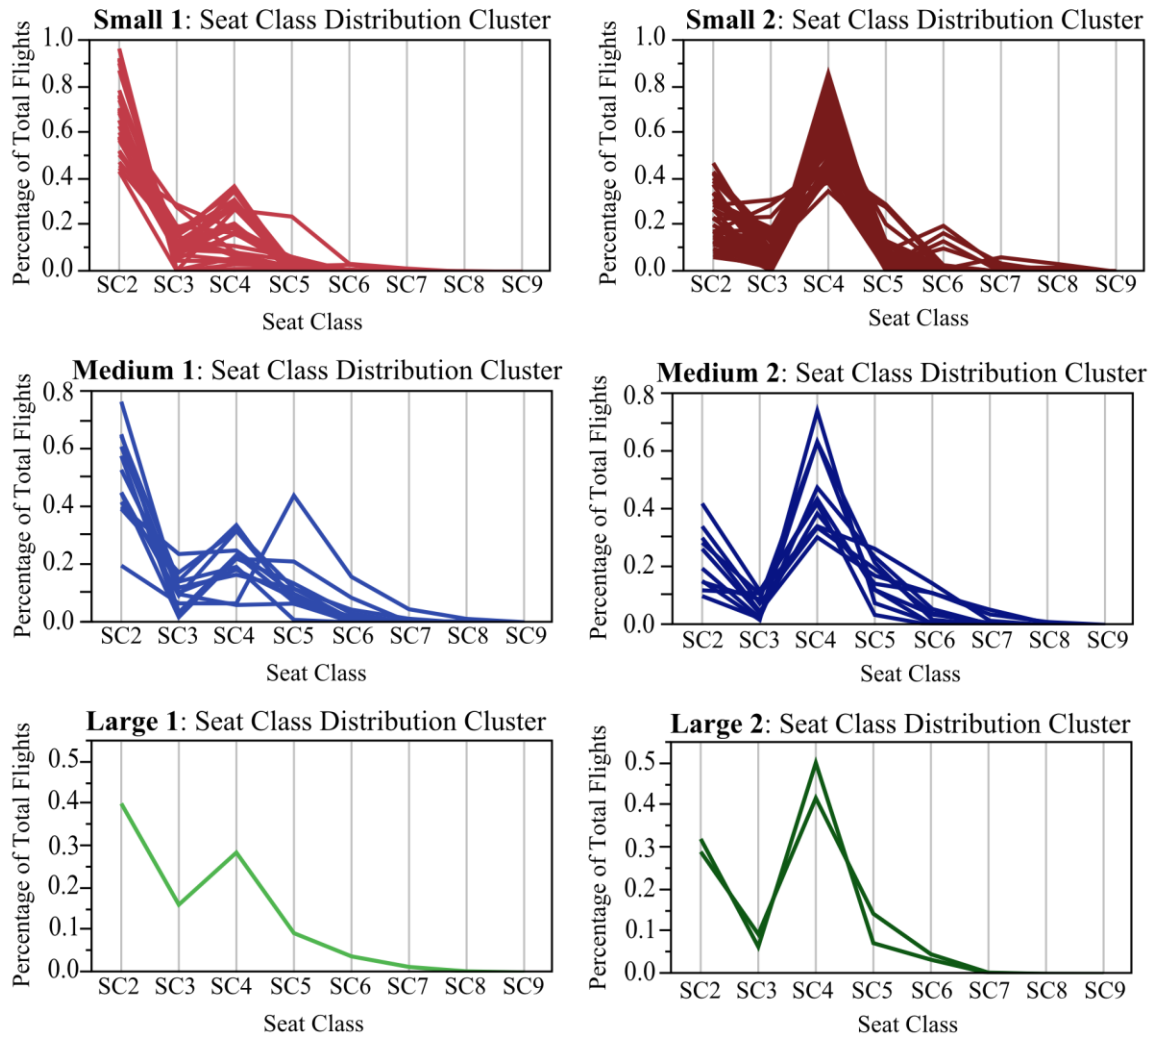 Small 1: Seat Class Distribution Cluster
Percentage of Total Flights
1.0
0.8
0.6
0.4
0.2
0.0
SC2 SC3 SC4 SC5 SC6 SC7 SC8 SC9
Seat Class
Small 2: Seat Class Distribution Cluster
Percentage of Total Flights
1.0
0.8
0.6
0.4
0.2
0.0
SC2 SC3 SC4 SC5 SC6 SC7 SC8 SC9
Seat Class
Medium 1: Seat Class Distribution Cluster
Percentage of Total Flights
0.8
0.6
0.4
0.2
0.0
SC2 SC3 SC4 SC5 SC6 SC7 SC8 SC9
Seat Class
Medium 2: Seat Class Distribution Cluster
Percentage of Total Flights
0.8
0.6
0.4
0.2
0.0
SC2 SC3 SC4 SC5 SC6 SC7 SC8 SC9
Seat Class
Large 1: Seat Class Distribution Cluster
Percentage of Total Flights
0.5
0.4
0.3
0.2
0.1
0.0
SC2 SC3 SC4 SC5 SC6 SC7 SC8 SC9
Seat Class
Large 2: Seat Class Distribution Cluster
Percentage of Total Flights
0.5
0.4
0.3
0.2
0.1
0.0
SC2 SC3 SC4 SC5 SC6 SC7 SC8 SC9
Seat Class